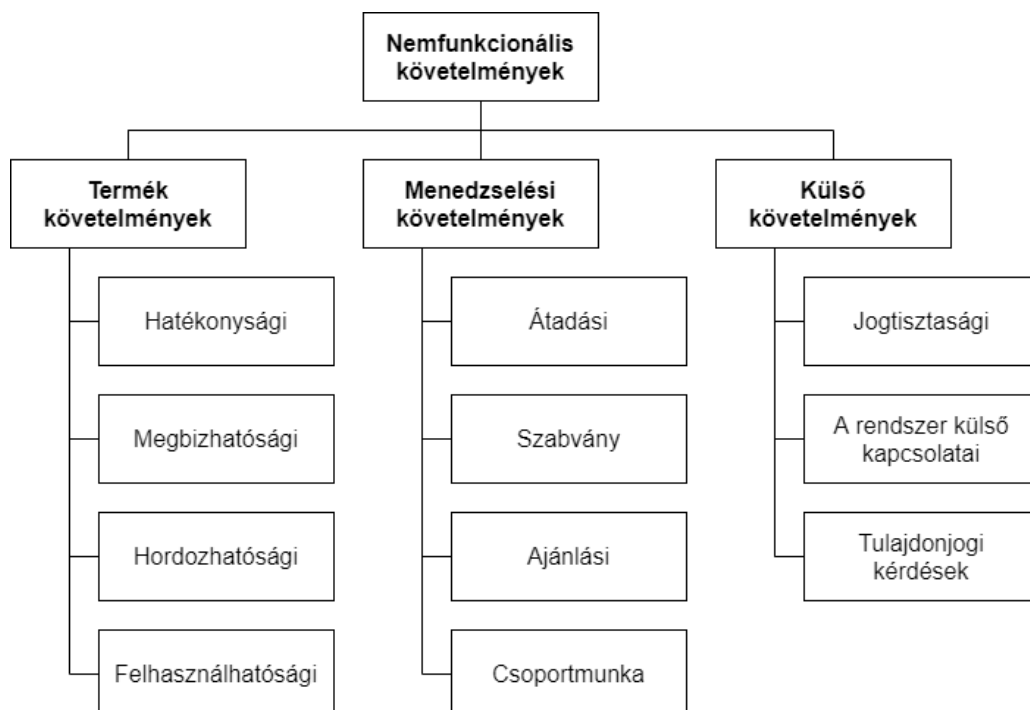 Nemfunkcionális
követelmények
Termék
követelmények
Menedzselési
követelmények
Külső
követelmények
Hatékonysági
Megbizhatósági
Hordozhatósági
Felhasználhatósági
Átadási
Szabvány
Ajánlási
Csoportmunka
Jogtisztasági
A rendszer külső
kapcsolatai
Tulajdonjogi
kérdések